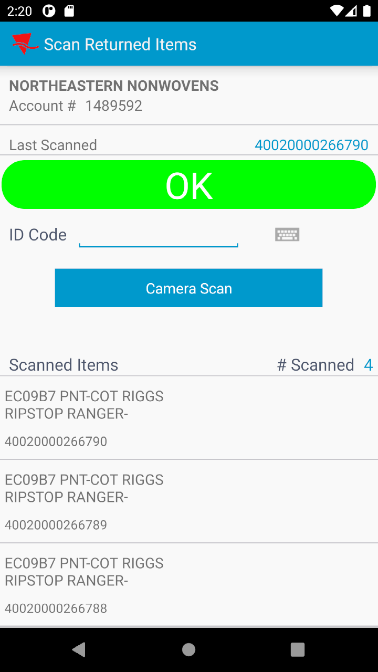 2:20
Scan Returned Items
NORTHEASTERN NONWOVENS
Account # 1489592
Last Scanned 40020000266790
OK
ID Code
Camera Scan
Scanned Items # Scanned 4
EC09B7 PNT-COT RIGGS
RIPSTOP RANGER-
40020000266790
EC09B7 PNT-COT RIGGS
RIPSTOP RANGER-
40020000266789
EC09B7 PNT-COT RIGGS
RIPSTOP RANGER-
40020000266788